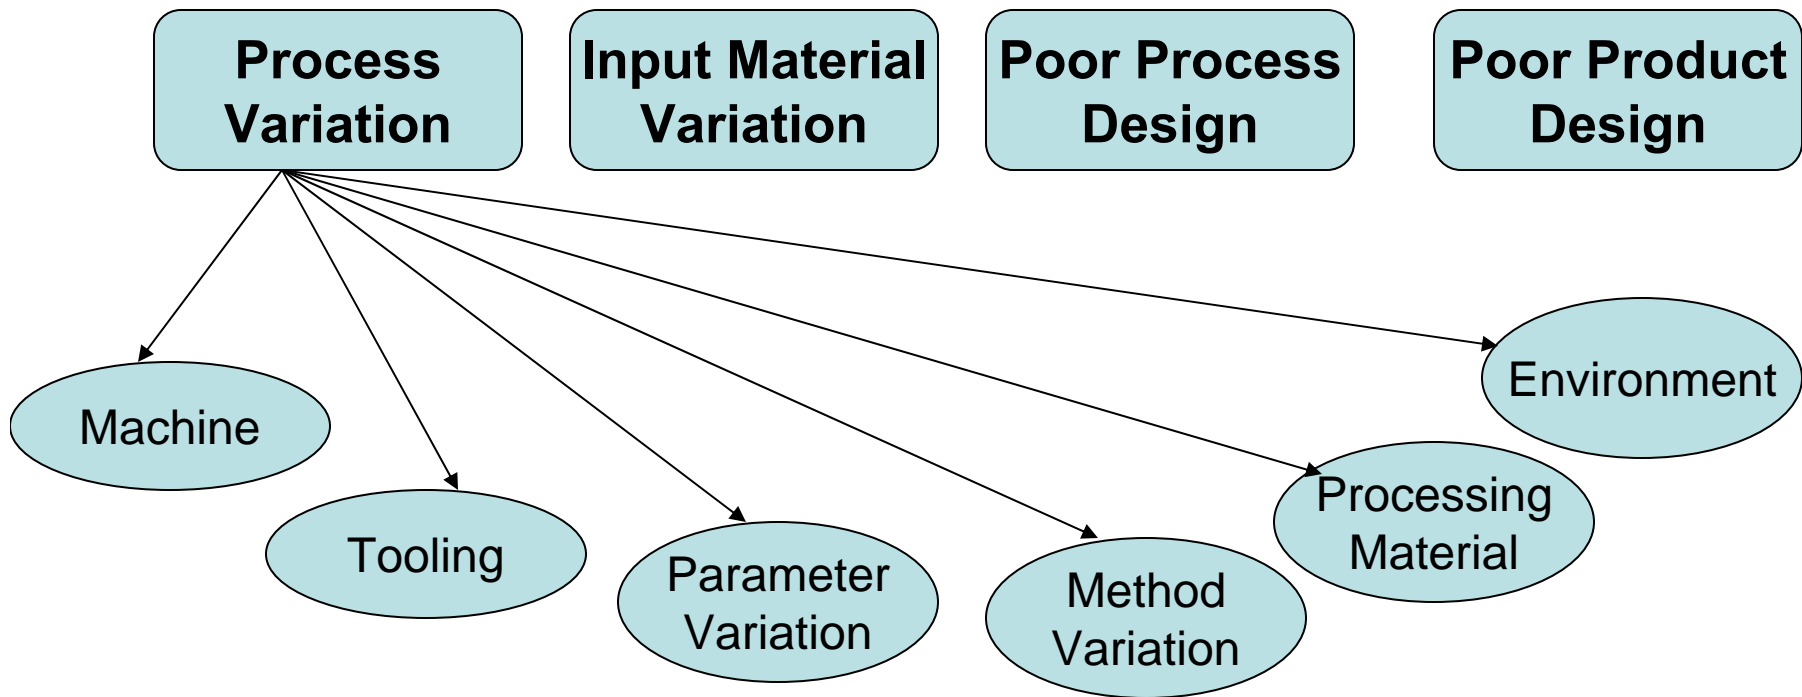 Process
Variation
Input Material
Variation
Poor Process
Design
Poor Product
Design
Machine
Tooling
Parameter
Variation
Method
Variation
Processing
Material
Environment